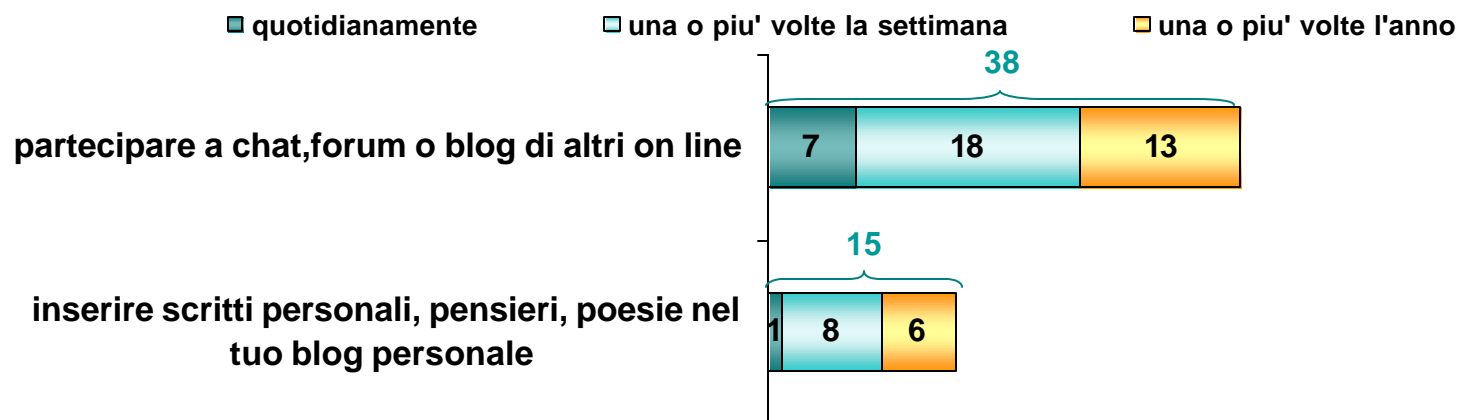 quotidianamente una o piu' volte la settimana una o piu' volte l'anno
38
partecipare a chat,forum o blog di altri on line 7 18 13
15
inserire scritti personali, pensieri, poesie nel
tuo blog personale
1 8 6